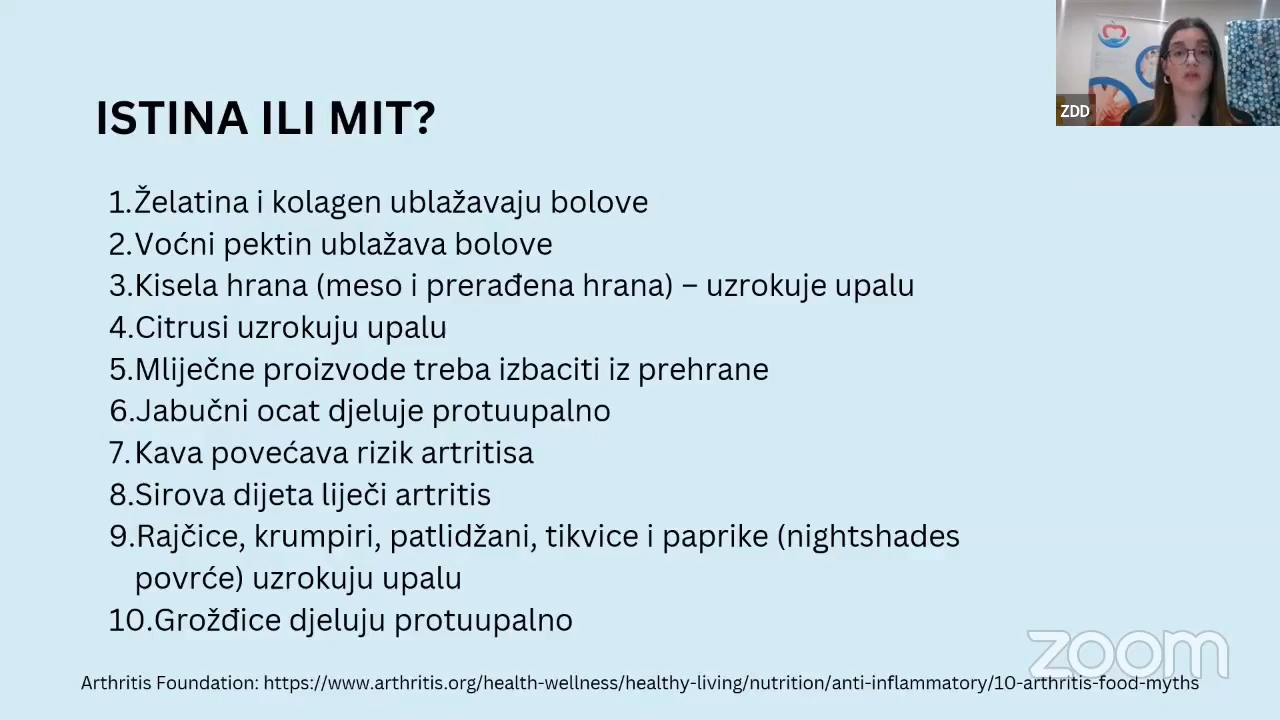 ISTINA ILI MIT?
ZDD
1.Želatina i kolagen ublažavaju bolove
2.Voćni pektin ublažava bolove
3.Kisela hrana (meso i prerađena hrana) – uzrokuje upalu
4.Citrusi uzrokuju upalu
5.Mliječne proizvode treba izbaciti iz prehrane
6.Jabučni ocat djeluje protuupalno
7.Kava povećava rizik artritisa
8.Sirova dijeta liječi artritis
9.Rajčice, krumpiri, patlidžani, tikvice i paprike (nightshades
povrće) uzrokuju upalu
10.Grožđice djeluju protuupalno
zoom
Arthritis Foundation: https://www.arthritis.org/health-wellness/healthy-living/nutrition/anti-inflammatory/10-arthritis-food-myths